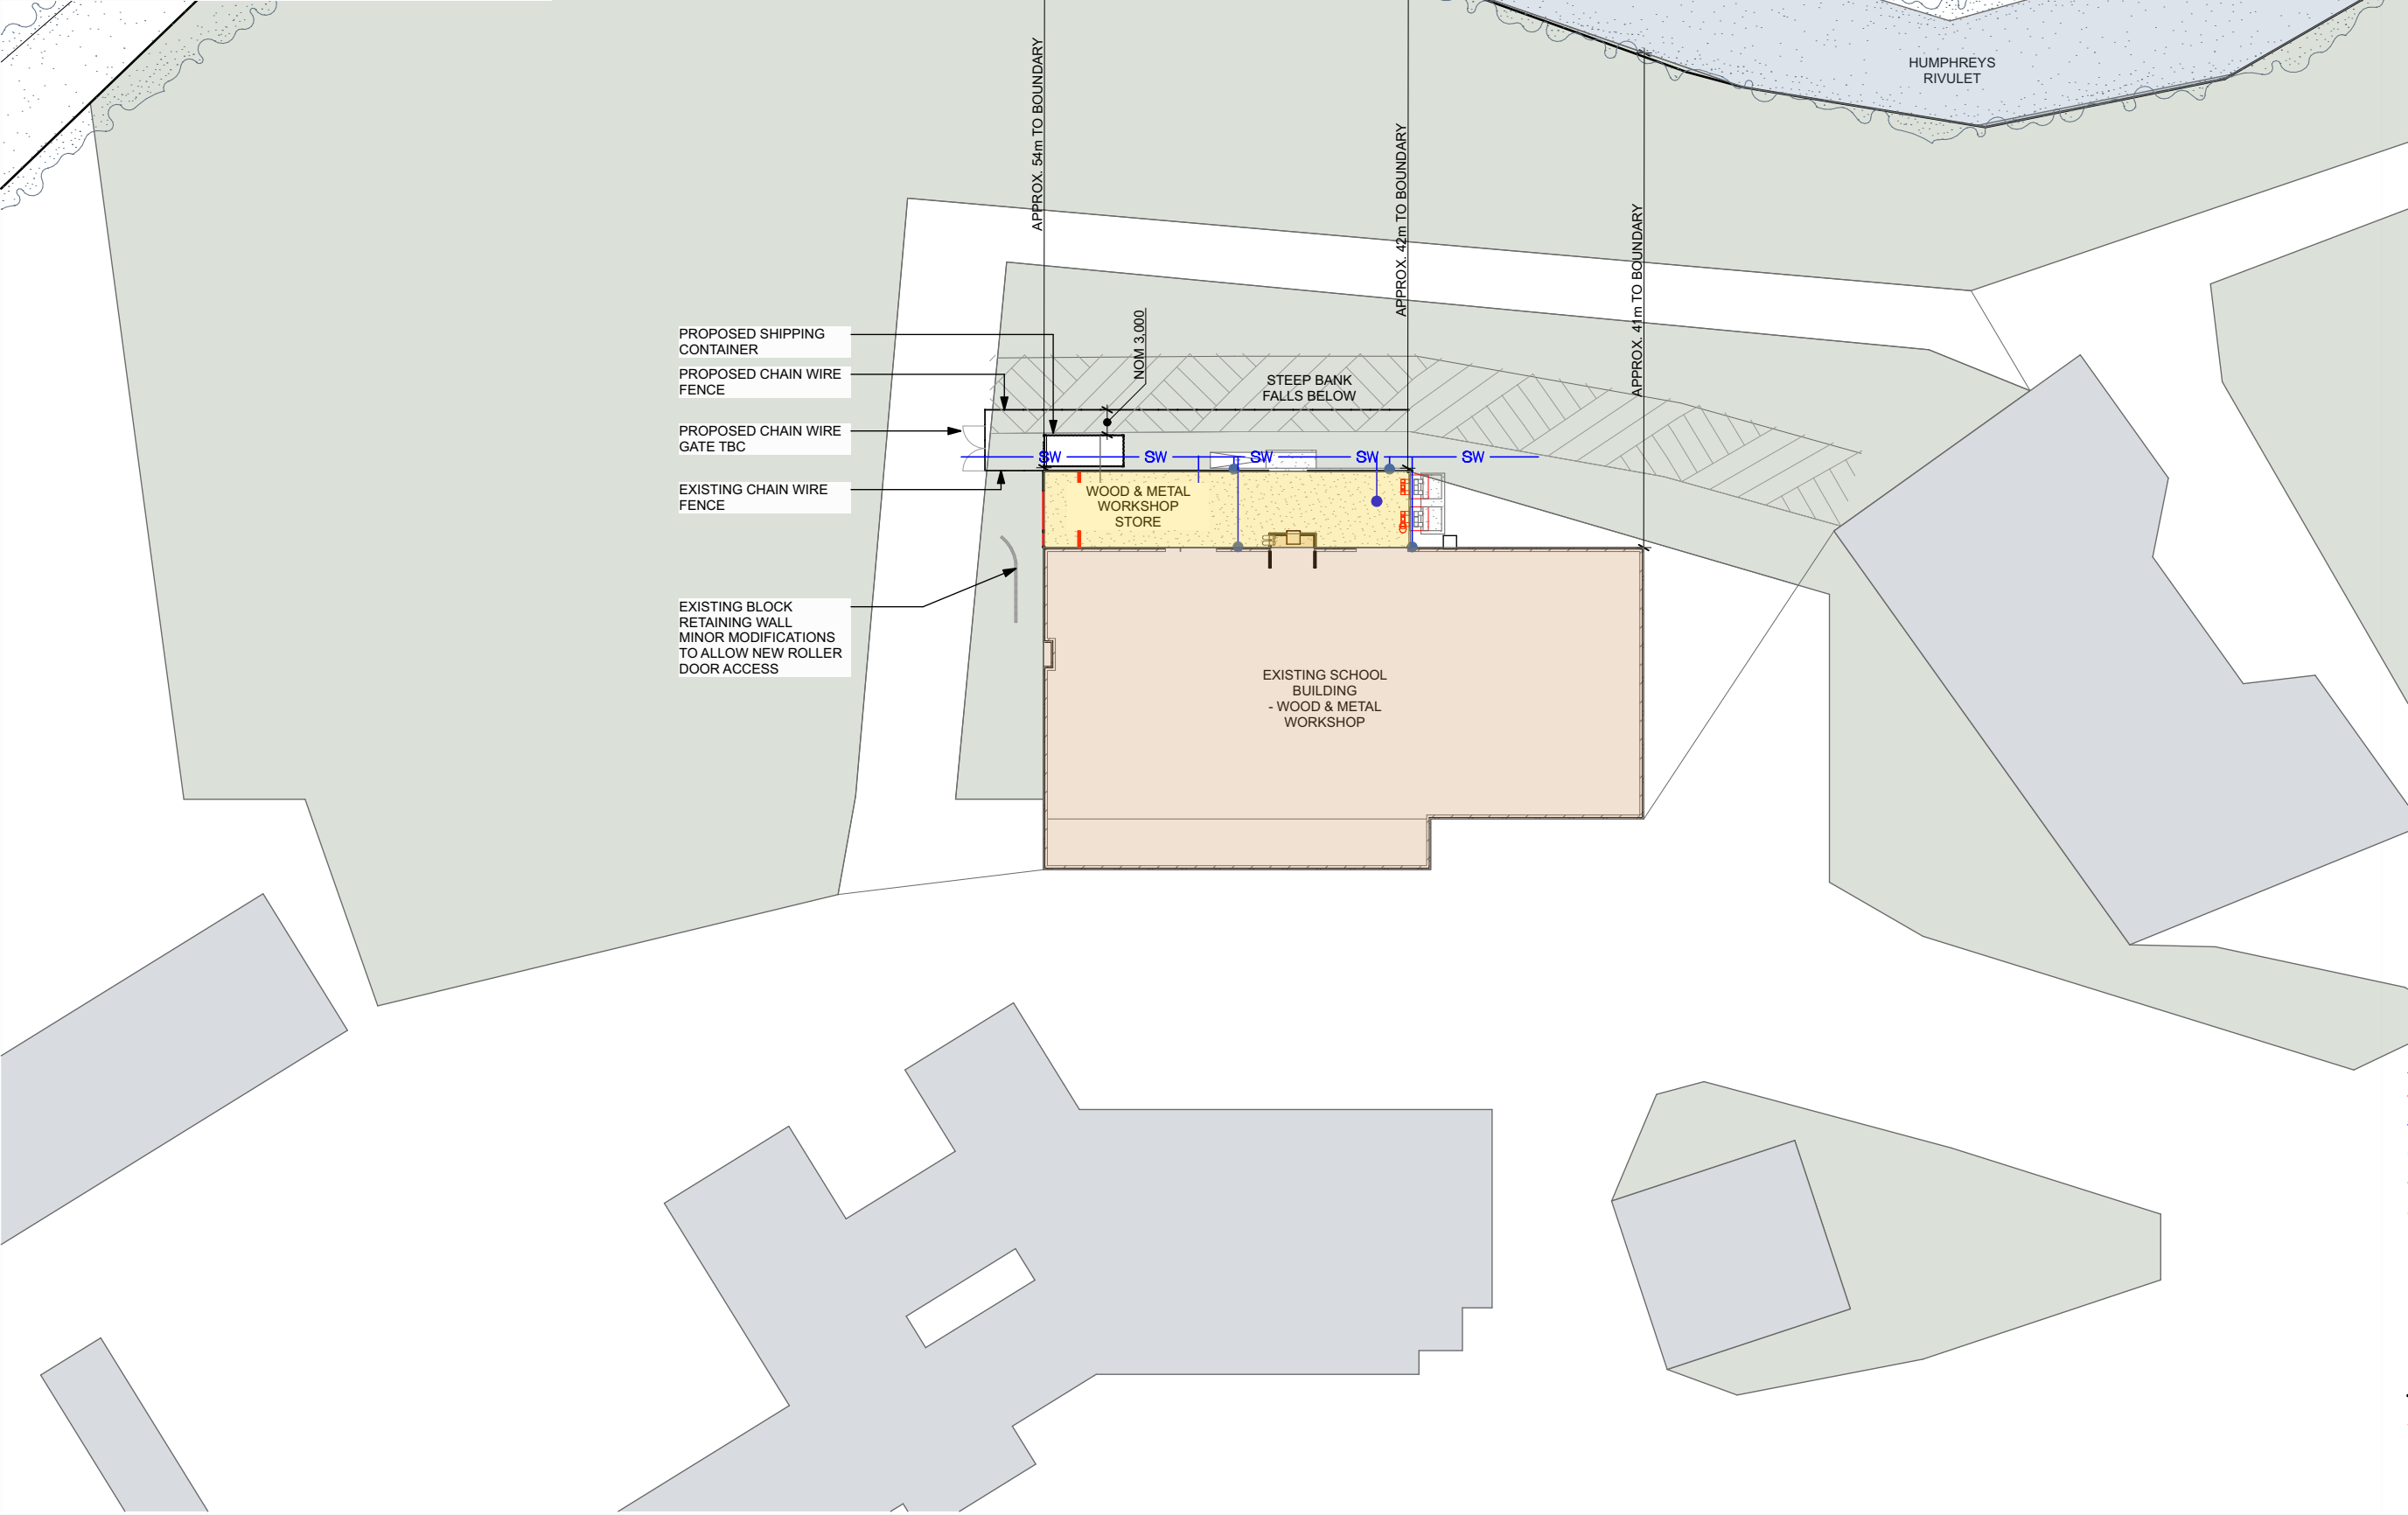 HUMPHREYS
RIVULET
APPROX. 54m TO BOUNDARY
APPROX. 42m TO BOUNDARY
APPROX. 41m TO BOUNDARY
PROPOSED SHIPPING
CONTAINER
NOM 3,000
PROPOSED CHAIN WIRE
FENCE
STEEP BANK
FALLS BELOW
PROPOSED CHAIN WIRE
GATE TBC
SW SW SW SW SW
EXISTING CHAIN WIRE
FENCE
WOOD & METAL
WORKSHOP
STORE
EXISTING BLOCK
RETAINING WALL
MINOR MODIFICATIONS
TO ALLOW NEW ROLLER
DOOR ACCESS
EXISTING SCHOOL
BUILDING
- WOOD & METAL
WORKSHOP